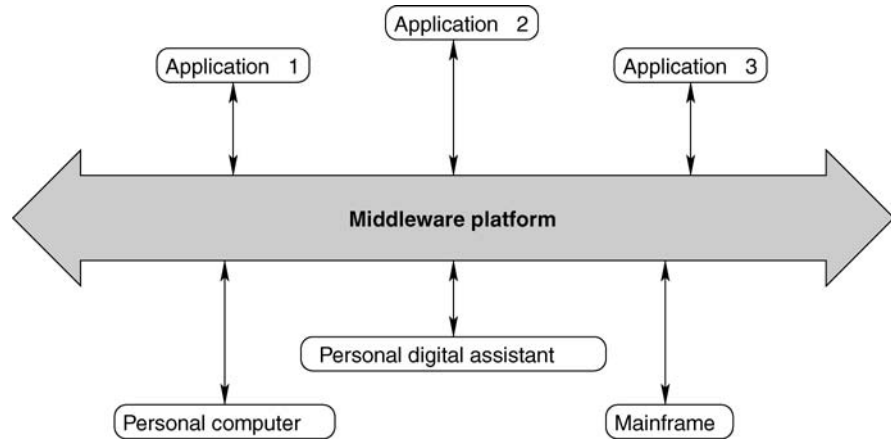 Application 2
Application 1
Application 3
Middleware platform
Personal digital assistant
Personal computer
Mainframe